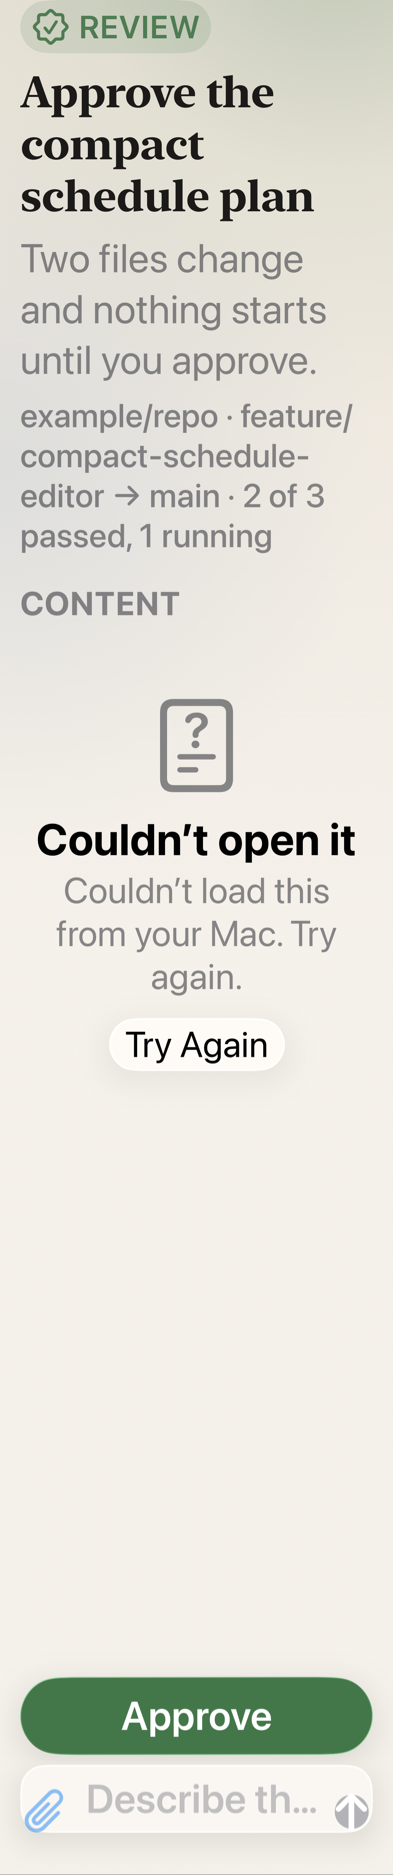 REVIEW
Approve the
compact
schedule plan
Two files change
and nothing starts
until you approve.
example/repo · feature/
compact-schedule-
editor → main · 2 of 3
passed, 1 running
CONTENT
?
Couldn’t open it
Couldn’t load this
from your Mac. Try
again.
Try Again
Approve
Describe th…